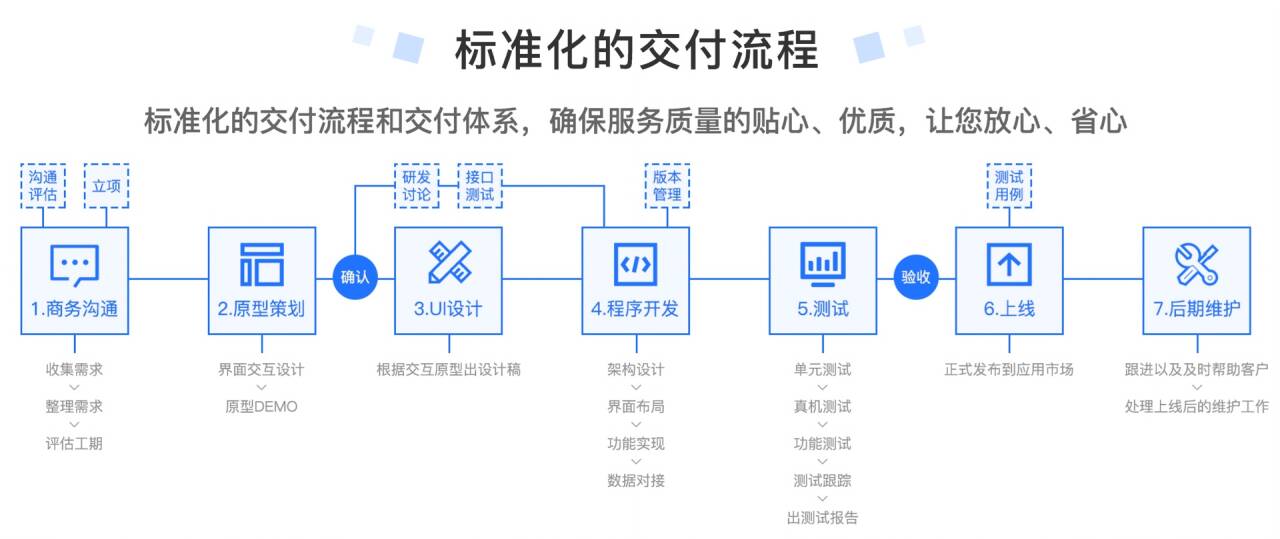 标准化的交付流程
标准化的交付流程和交付体系，确保服务质量的贴心、优质，让您放心、省心
沟通
评估
立项
研发
讨论
接口
测试
版本
管理
测试
用例
1.商务沟通
2.原型策划
确认
3.UI设计
4.程序开发
5.测试
验收
6.上线
7.后期维护
收集需求
整理需求
评估工期
界面交互设计
原型DEMO
根据交互原型出设计稿
架构设计
界面布局
功能实现
数据对接
单元测试
真机测试
功能测试
测试跟踪
出测试报告
正式发布到应用市场
跟进以及及时帮助客户
处理上线后的维护工作